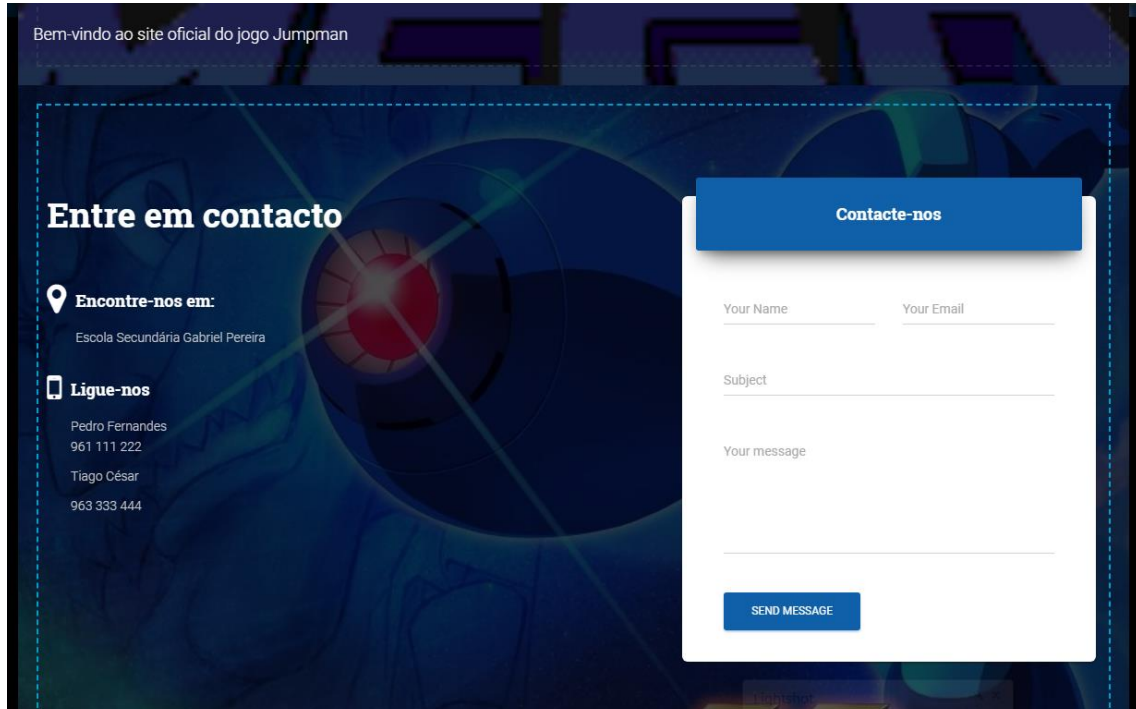 Bem-vindo ao site oficial do jogo Jumpman
Entre em contacto
Encontre-nos em:
Escola Secundária Gabriel Pereira
Ligue-nos
Pedro Fernandes
961 111 222
Tiago César
963 333 444
Contacte-nos
Your Name
Your Email
Subject
Your message
SEND MESSAGE
Lightshot